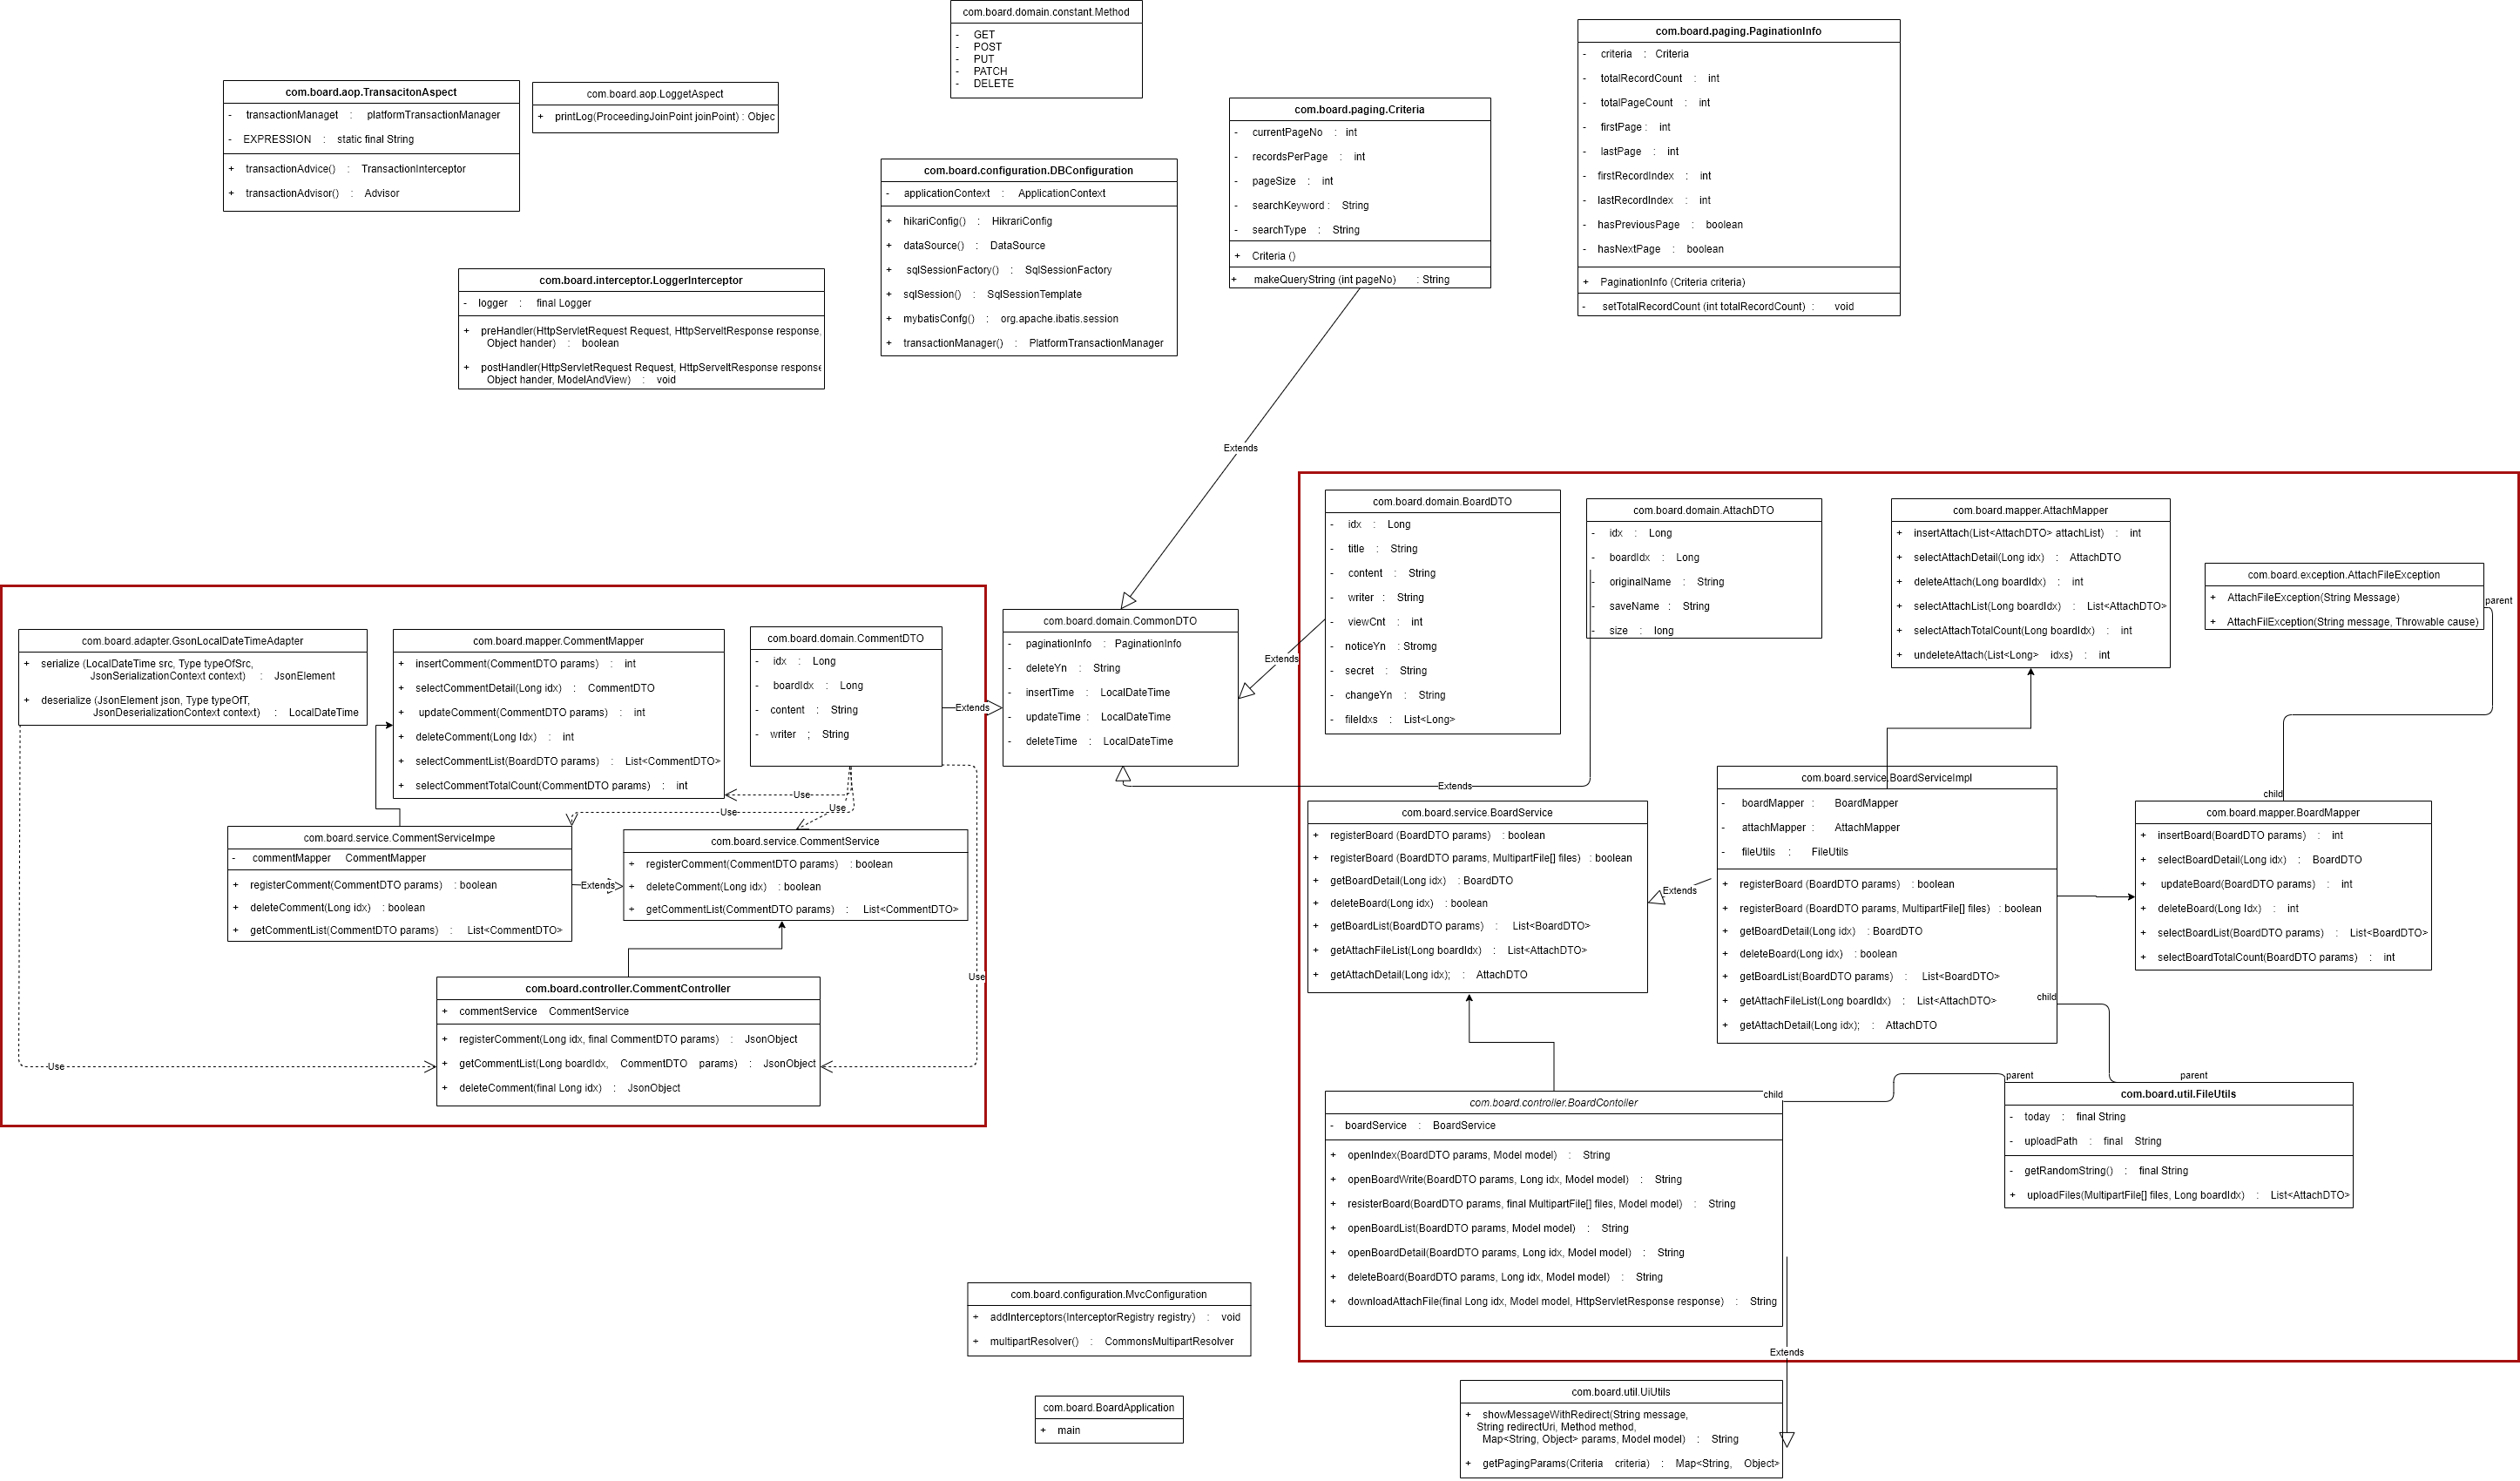 com.board.domain.constant.Method
- GET
- POST
- PUT
- PATCH
- DELETE
com.board.paging.PaginationInfo
- criteria : Criteria
- totalRecordCount : int
- totalPageCount : int
- firstPage : int
- lastPage : int
- firstRecordIndex : int
- lastRecordIndex : int
- hasPreviousPage : boolean
- hasNextPage : boolean
+ PaginationInfo (Criteria criteria)
- setTotalRecordCount (int totalRecordCount) : void
com.board.aop.TransacitonAspect
- transactionManaget : platformTransactionManager
- EXPRESSION : static final String
+ transactionAdvice() : TransactionInterceptor
+ transactionAdvisor() : Advisor
com.board.aop.LoggetAspect
+ printLog(ProceedingJoinPoint joinPoint) : Objec
com.board.paging.Criteria
- currentPageNo : int
- recordsPerPage : int
- pageSize : int
- searchKeyword : String
- searchType : String
+ Criteria ()
+ makeQueryString (int pageNo) : String
com.board.configuration.DBConfiguration
- applicationContext : ApplicationContext
+ hikariConfig() : HikrariConfig
+ dataSource() : DataSource
+ sqlSessionFactory() : SqlSessionFactory
+ sqlSession() : SqlSessionTemplate
+ mybatisConfg() : org.apache.ibatis.session
+ transactionManager() : PlatformTransactionManager
com.board.interceptor.LoggerInterceptor
- logger : final Logger
+ preHandler(HttpServletRequest Request, HttpServeltResponse response,
Object hander) : boolean
+ postHandler(HttpServletRequest Request, HttpServeltResponse response
Object hander, ModelAndView) : void
Extends
com.board.domain.BoardDTO
- idx : Long
- title : String
- content : String
- writer : String
- viewCnt : int
- noticeYn : Stromg
- secret : String
- changeYn : String
- fileIdxs : List<Long>
com.board.domain.AttachDTO
- idx : Long
- boardIdx : Long
- originalName : String
- saveName : String
- size : long
com.board.mapper.AttachMapper
+ insertAttach(List<AttachDTO> attachList) : int
+ selectAttachDetail(Long idx) : AttachDTO
+ deleteAttach(Long boardIdx) : int
+ selectAttachList(Long boardIdx) : List<AttachDTO>
+ selectAttachTotalCount(Long boardIdx) : int
+ undeleteAttach(List<Long> idxs) : int
com.board.exception.AttachFileException
+ AttachFileException(String Message)
+ AttachFilException(String message, Throwable cause)
parent
child
com.board.adapter.GsonLocalDateTimeAdapter
+ serialize (LocalDateTime src, Type typeOfSrc,
JsonSerializationContext context) : JsonElement
+ deserialize (JsonElement json, Type typeOfT,
JsonDeserializationContext context) : LocalDateTime
com.board.mapper.CommentMapper
+ insertComment(CommentDTO params) : int
+ selectCommentDetail(Long idx) : CommentDTO
+ updateComment(CommentDTO params) : int
+ deleteComment(Long Idx) : int
+ selectCommentList(BoardDTO params) : List<CommentDTO>
+ selectCommentTotalCount(CommentDTO params) : int
com.board.domain.CommentDTO
- idx : Long
- boardIdx : Long
- content : String
- writer ; String
Extends
com.board.domain.CommonDTO
- paginationInfo : PaginationInfo
- deleteYn : String
- insertTime : LocalDateTime
- updateTime : LocalDateTime
- deleteTime : LocalDateTime
Extends
Extends
Use
Use
Use
com.board.service.CommentServiceImpe
- commentMapper CommentMapper
+ registerComment(CommentDTO params) : boolean
+ deleteComment(Long idx) : boolean
+ getCommentList(CommentDTO params) : List<CommentDTO>
Extends
com.board.service.CommentService
+ registerComment(CommentDTO params) : boolean
+ deleteComment(Long idx) : boolean
+ getCommentList(CommentDTO params) : List<CommentDTO>
Use
com.board.controller.CommentController
+ commentService CommentService
+ registerComment(Long idx, final CommentDTO params) : JsonObject
+ getCommentList(Long boardIdx, CommentDTO params) : JsonObject
+ deleteComment(final Long idx) : JsonObject
Use
com.board.service.BoardService
+ registerBoard (BoardDTO params) : boolean
+ registerBoard (BoardDTO params, MultipartFile[] files) : boolean
+ getBoardDetail(Long idx) : BoardDTO
+ deleteBoard(Long idx) : boolean
+ getBoardList(BoardDTO params) : List<BoardDTO>
+ getAttachFileList(Long boardIdx) : List<AttachDTO>
+ getAttachDetail(Long idx); : AttachDTO
Extends
com.board.service.BoardServiceImpl
- boardMapper : BoardMapper
- attachMapper : AttachMapper
- fileUtils : FileUtils
+ registerBoard (BoardDTO params) : boolean
+ registerBoard (BoardDTO params, MultipartFile[] files) : boolean
+ getBoardDetail(Long idx) : BoardDTO
+ deleteBoard(Long idx) : boolean
+ getBoardList(BoardDTO params) : List<BoardDTO>
+ getAttachFileList(Long boardIdx) : List<AttachDTO>
+ getAttachDetail(Long idx); : AttachDTO
child
com.board.mapper.BoardMapper
+ insertBoard(BoardDTO params) : int
+ selectBoardDetail(Long idx) : BoardDTO
+ updateBoard(BoardDTO params) : int
+ deleteBoard(Long Idx) : int
+ selectBoardList(BoardDTO params) : List<BoardDTO>
+ selectBoardTotalCount(BoardDTO params) : int
parent
parent
child
com.board.controller.BoardContoller
- boardService : BoardService
+ openIndex(BoardDTO params, Model model) : String
+ openBoardWrite(BoardDTO params, Long idx, Model model) : String
+ resisterBoard(BoardDTO params, final MultipartFile[] files, Model model) : String
+ openBoardList(BoardDTO params, Model model) : String
+ openBoardDetail(BoardDTO params, Long idx, Model model) : String
+ deleteBoard(BoardDTO params, Long idx, Model model) : String
+ downloadAttachFile(final Long idx, Model model, HttpServletResponse response) : String
com.board.util.FileUtils
- today : final String
- uploadPath : final String
- getRandomString() : final String
+ uploadFiles(MultipartFile[] files, Long boardIdx) : List<AttachDTO>
com.board.configuration.MvcConfiguration
+ addInterceptors(InterceptorRegistry registry) : void
+ multipartResolver() : CommonsMultipartResolver
Extends
com.board.BoardApplication
+ main
com.board.util.UiUtils
+ showMessageWithRedirect(String message,
String redirectUri, Method method,
Map<String, Object> params, Model model) : String
+ getPagingParams(Criteria criteria) : Map<String, Object>